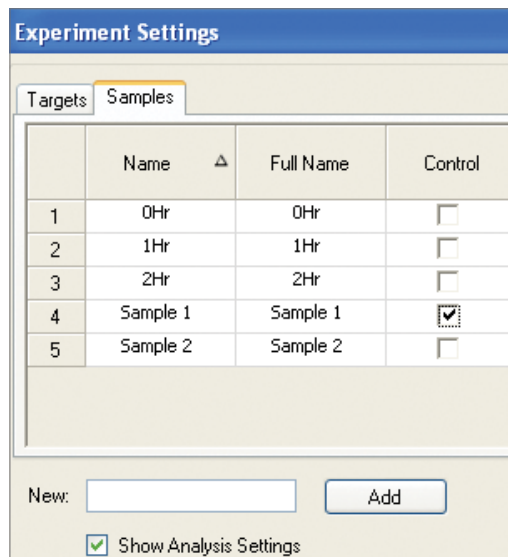 Experiment Settings
Targets Samples
Name Full Name Control
1 0Hr 0Hr
2 1Hr 1Hr
3 2Hr 2Hr
4 Sample 1 Sample 1
5 Sample 2 Sample 2
New: Add
Show Analysis Settings